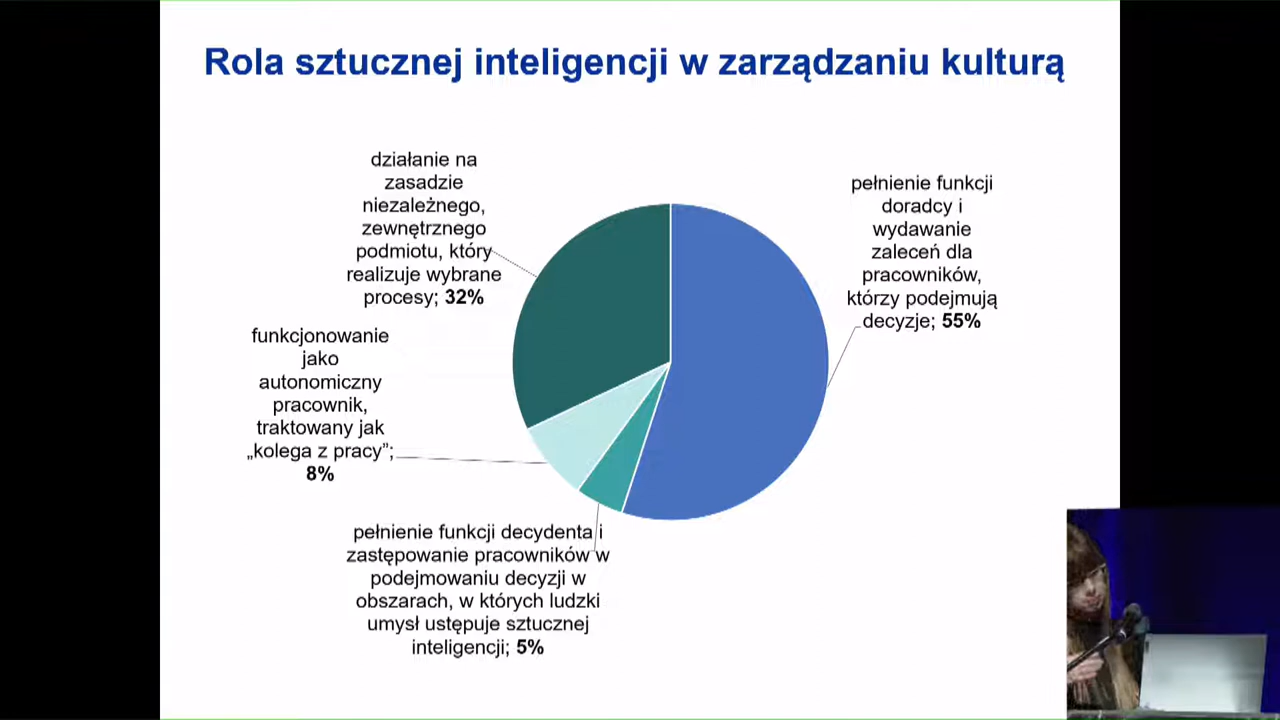 Rola sztucznej inteligencji w zarządzaniu kulturą
działanie na
zasadzie
niezależnego,
zewnętrznego
podmiotu, który
realizuje wybrane
procesy; 32%
pełnienie funkcji
doradcy i
wydawanie
zaleceń dla
pracowników,
którzy podejmują
decyzje; 55%
funkcjonowanie
jako
autonomiczny
pracownik,
traktowany jak
„kolega z pracy”;
8%
pełnienie funkcji decydenta i
zastępowanie pracowników w
podejmowaniu decyzji w
obszarach, w których ludzki
umysł ustępuje sztucznej
inteligencji; 5%